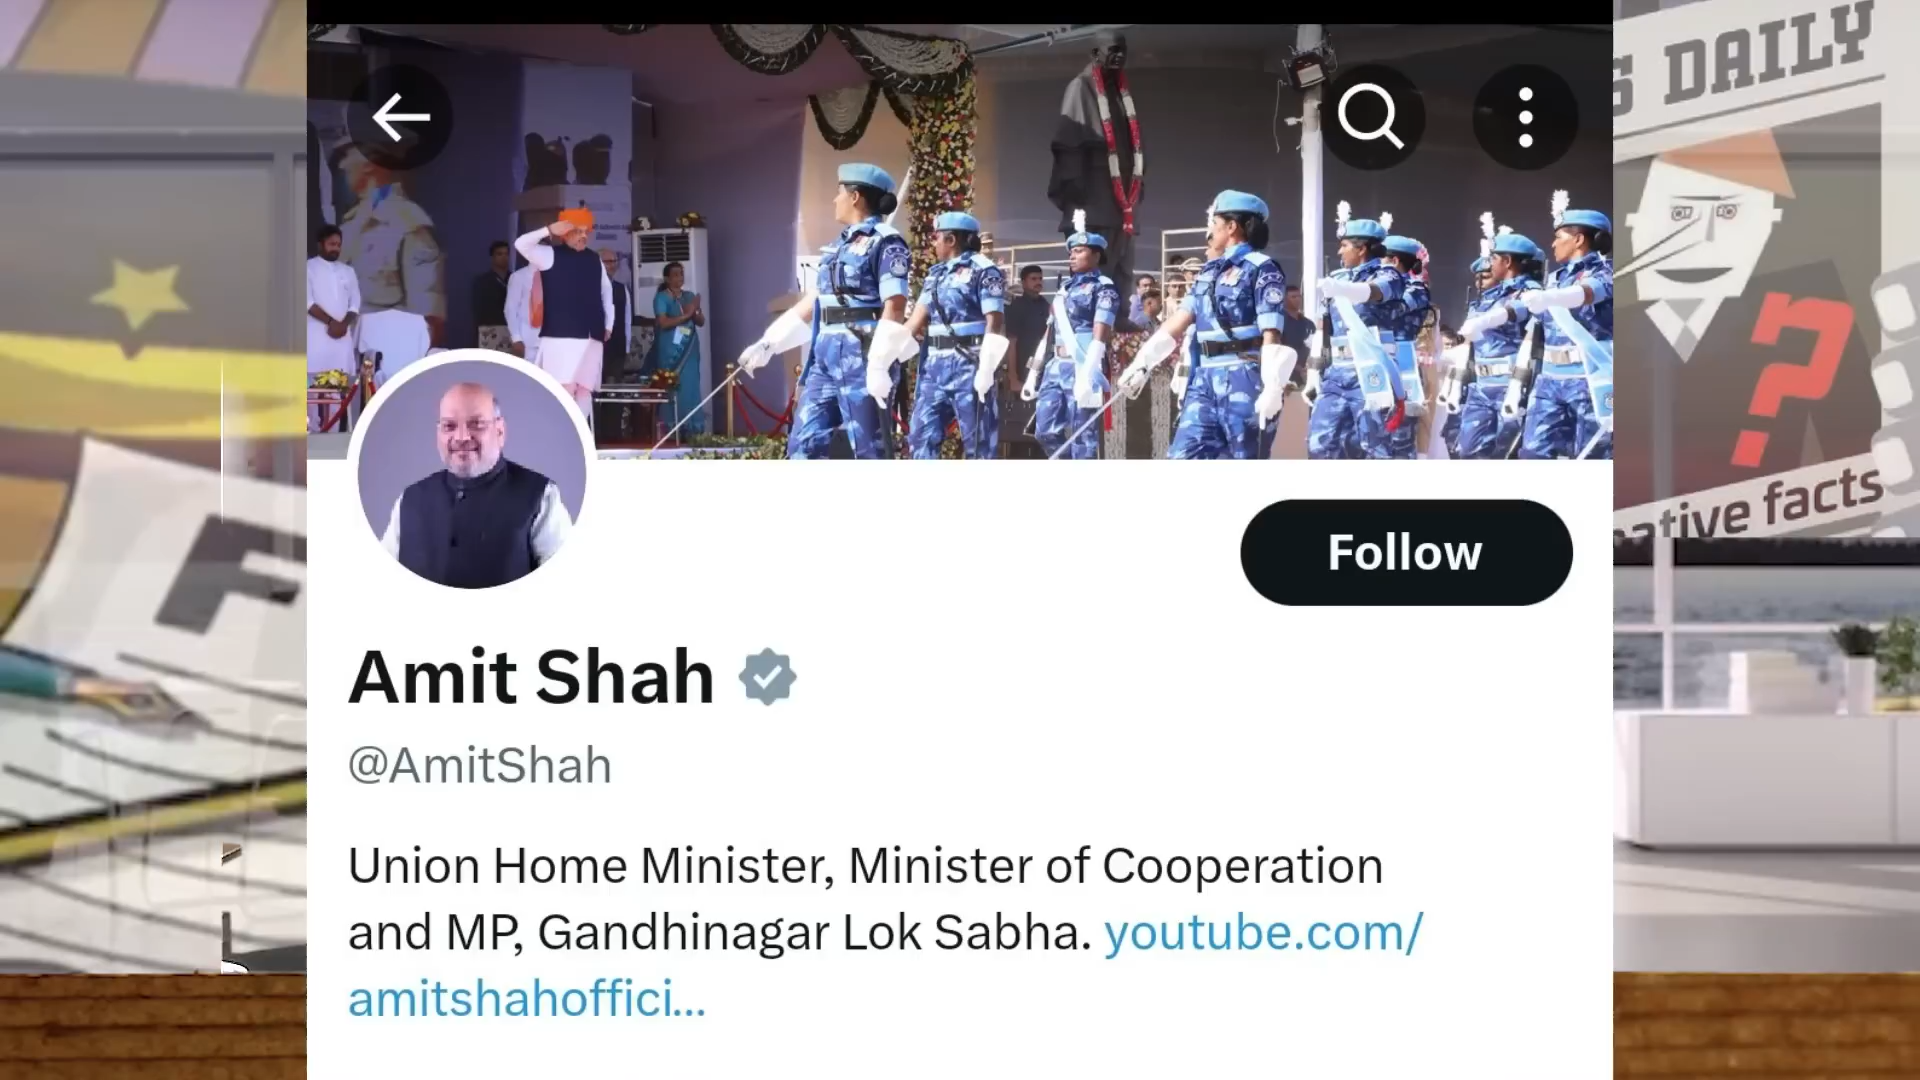 S DAILY
ative facts
?
F
Follow
Amit Shah
@AmitShah
Union Home Minister, Minister of Cooperation
and MP, Gandhinagar Lok Sabha. youtube.com/
amitshahoffici...